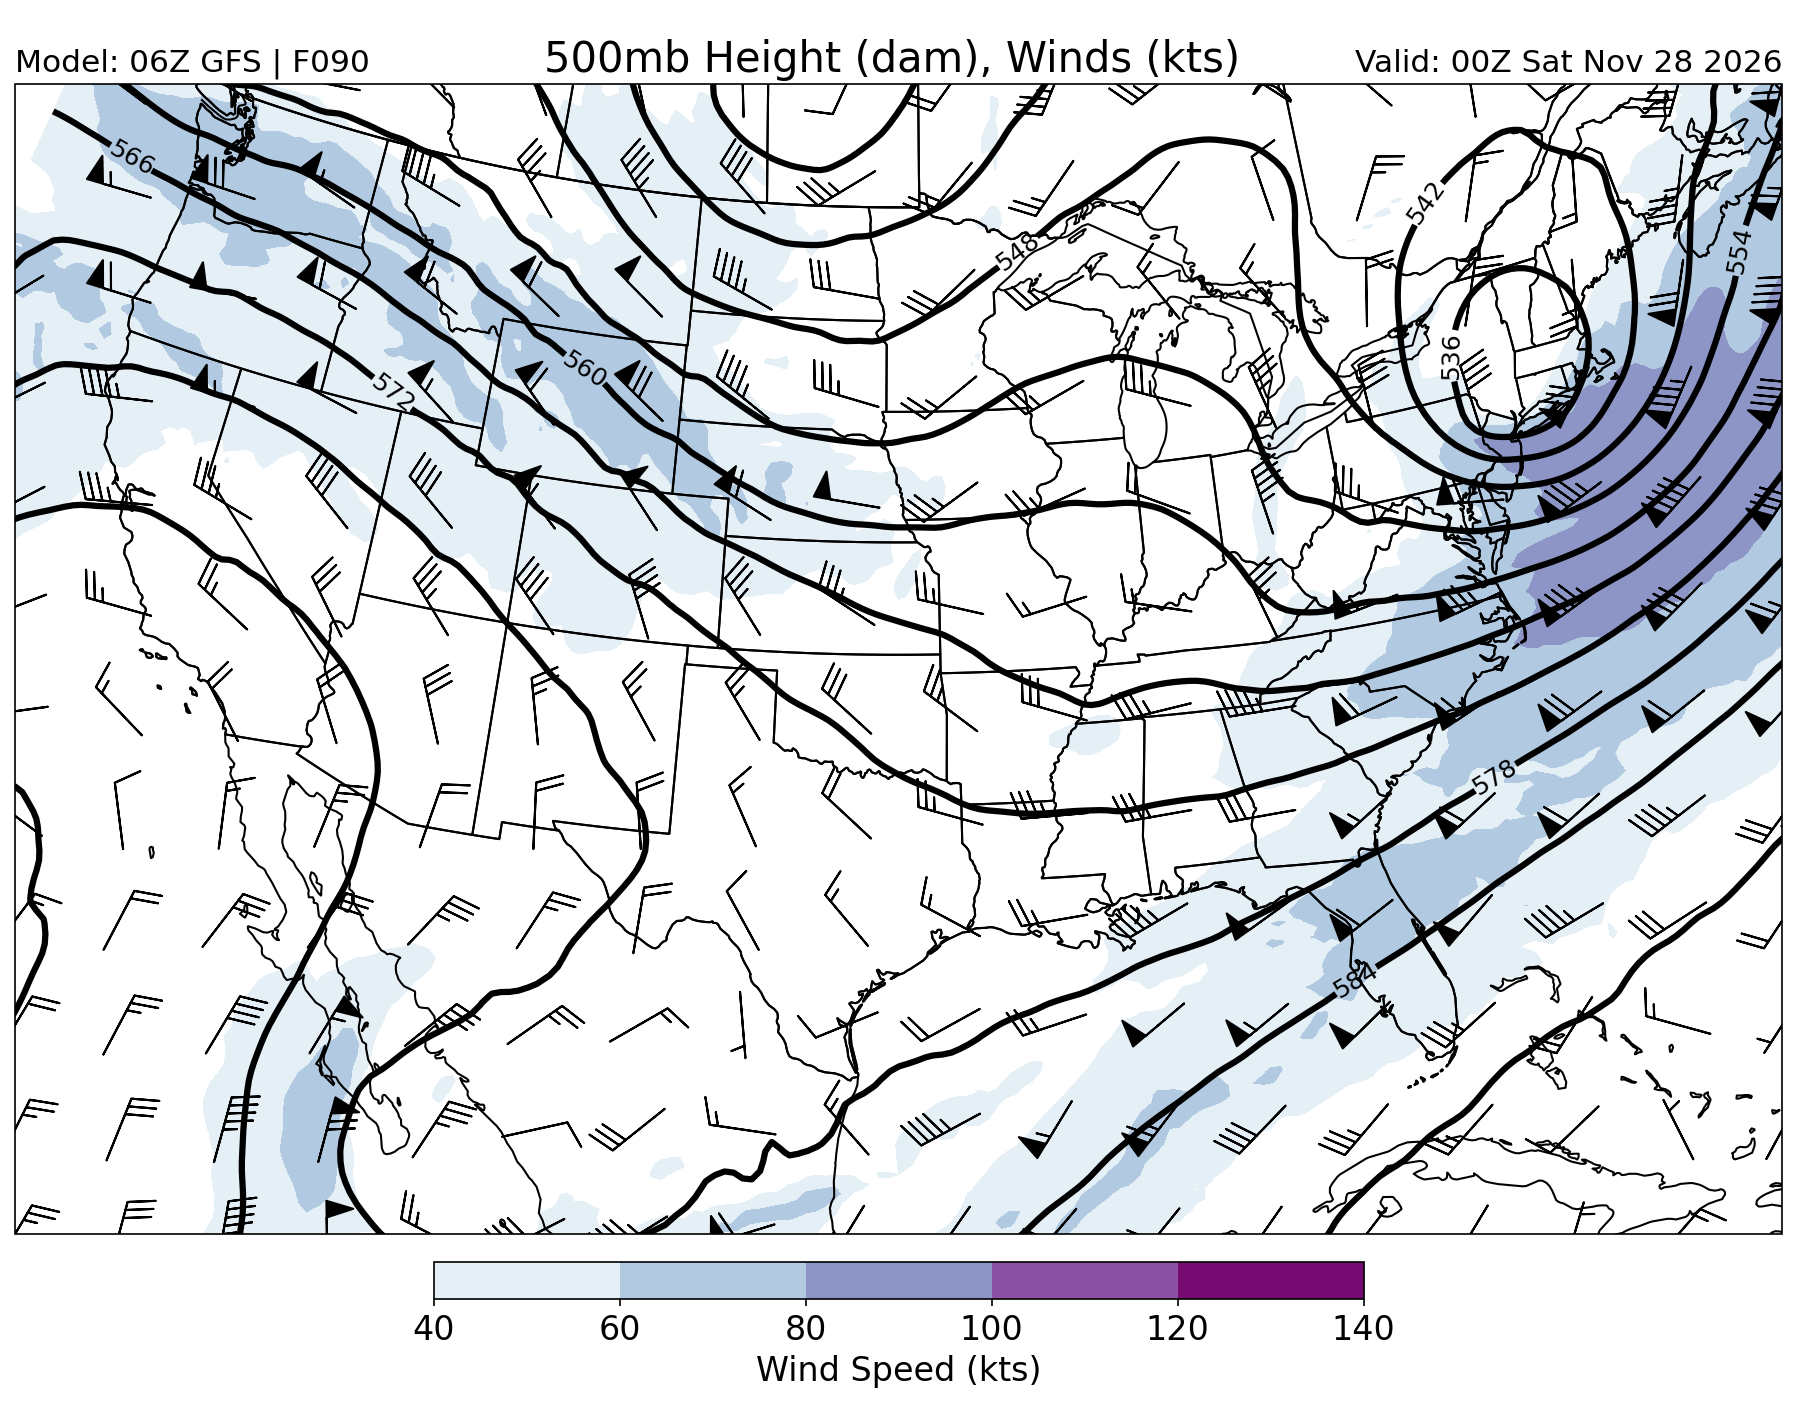 Model: 06Z GFS | F090
500mb Height (dam), Winds (kts)
Valid: 00Z Sat Nov 28 2026
566
542
548
554
536
560
572
578
584
40 60 80 100 120 140
Wind Speed (kts)